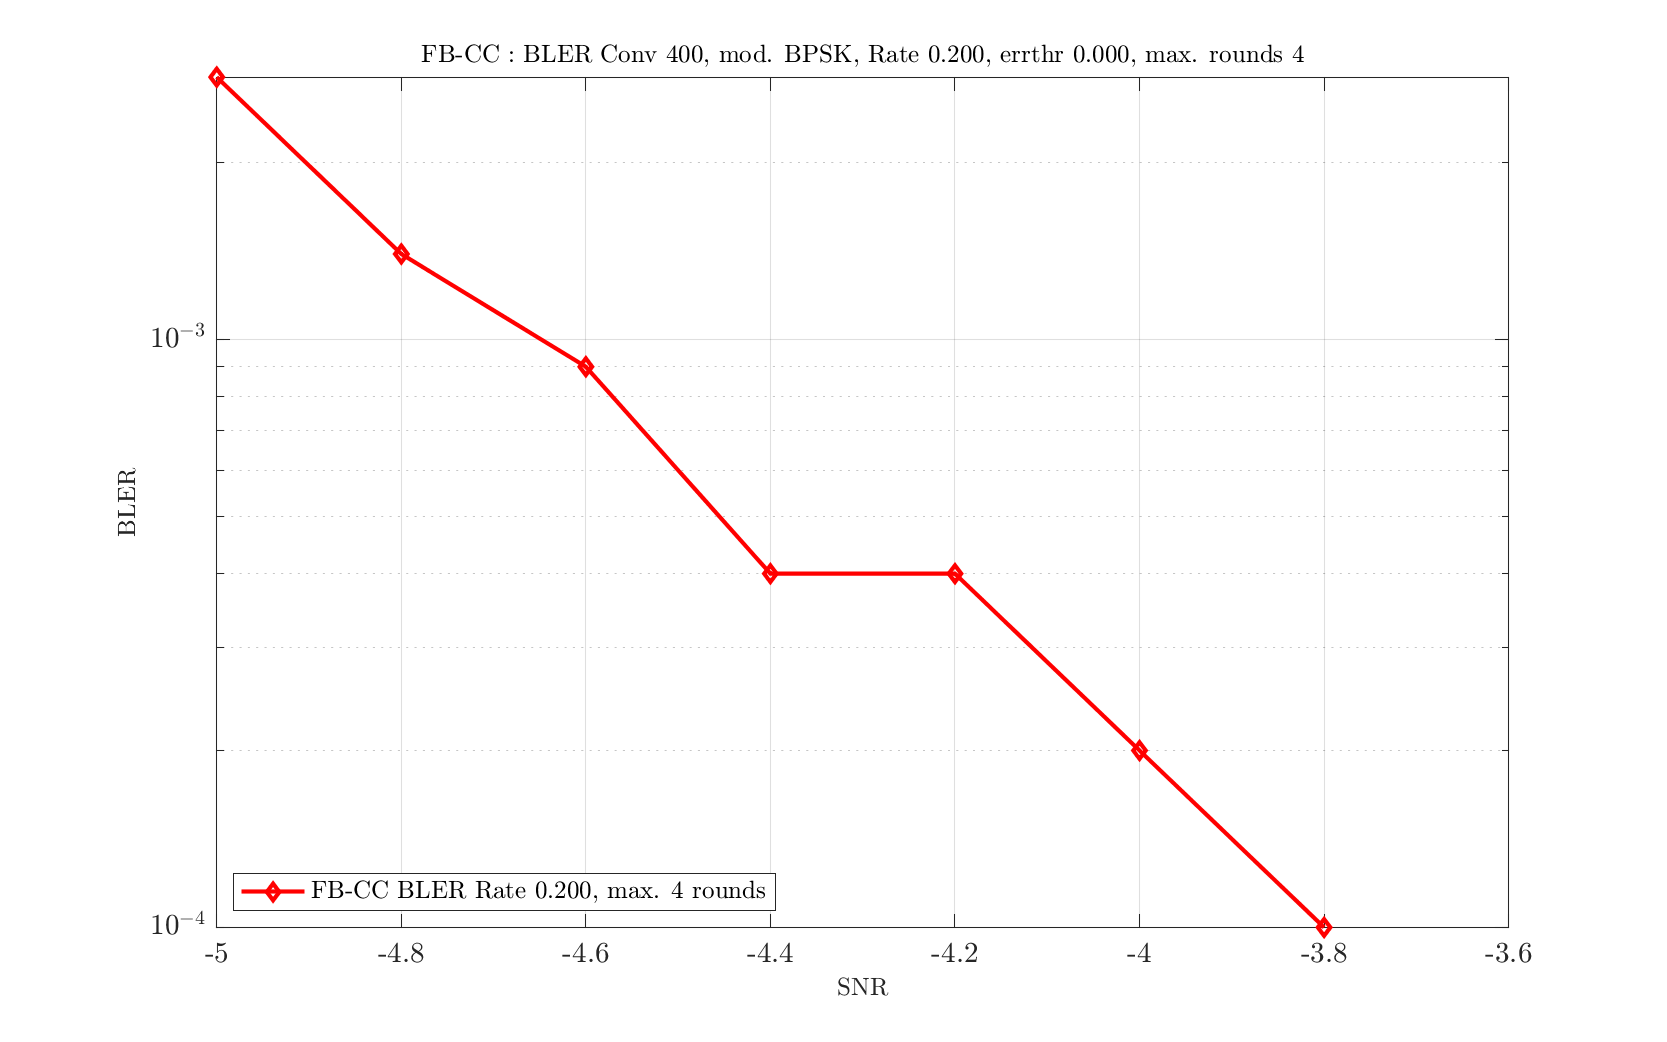 FB-CC : BLER Conv 400, mod. BPSK, Rate 0.200, errthr 0.000, max. rounds 4
10⁻³
BLER
FB-CC BLER Rate 0.200, max. 4 rounds
10⁻⁴
-5 -4.8 -4.6 -4.4 -4.2 -4 -3.8 -3.6
SNR